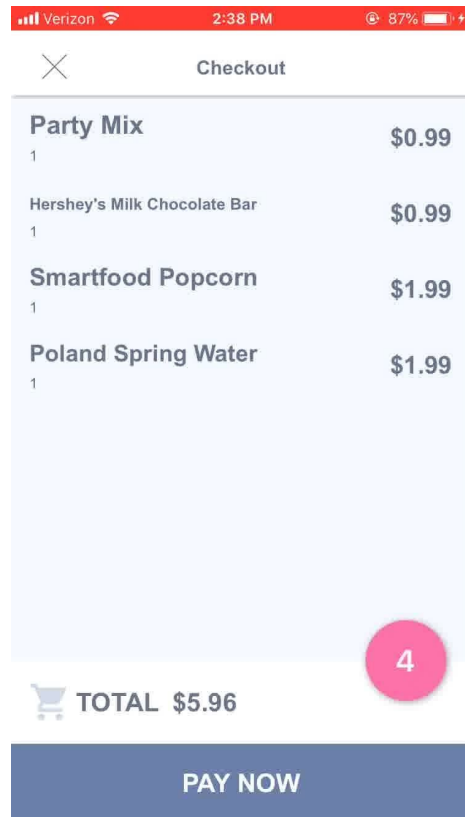 Verizon 2:38 PM 87%
Checkout
Party Mix $0.99
1
Hershey's Milk Chocolate Bar $0.99
1
Smartfood Popcorn $1.99
1
Poland Spring Water $1.99
1
4
TOTAL $5.96
PAY NOW